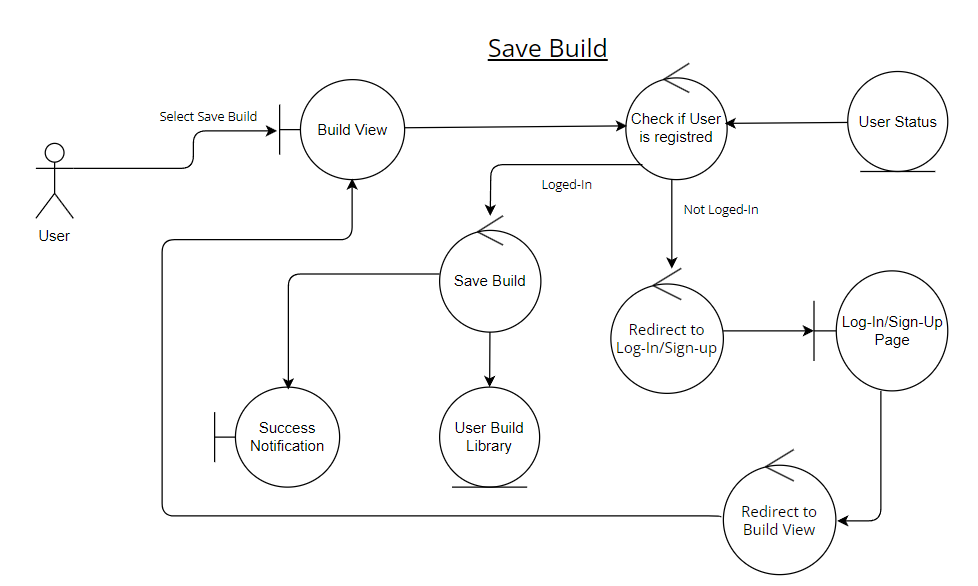 Save Build
Select Save Build
Build View
Check if User
is registred
User Status
User
Loged-In
Not Loged-In
Save Build
Redirect to
Log-In/Sign-up
Log-In/Sign-Up
Page
Success
Notification
User Build
Library
Redirect to
Build View